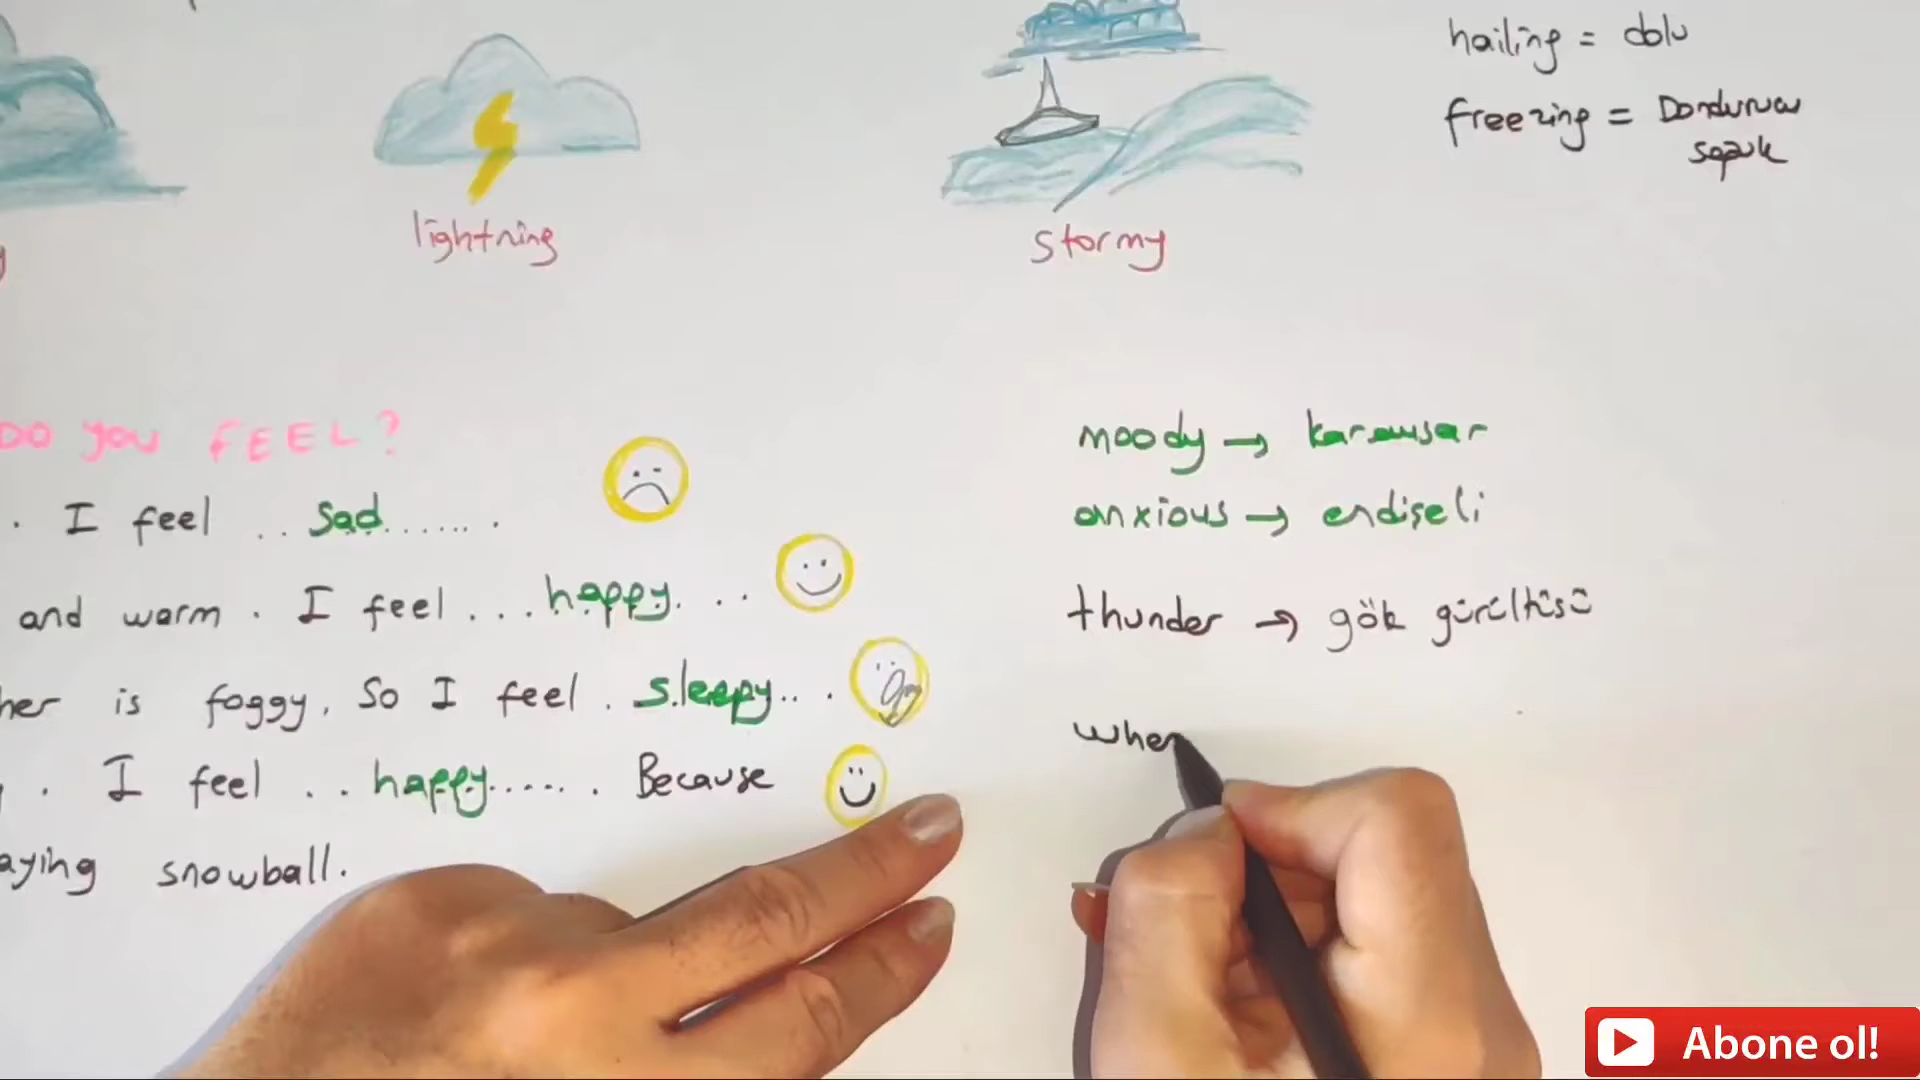 hailing = dolu
freezing = Dondurucu
soğuk
lightning
stormy
DO YOU FEEL?
. I feel .. sad ...... .
and warm . I feel ... happy. ..
her is foggy. So I feel . sleepy.. .
. I feel .. happy..... . Because
aying snowball.
moody → karamsar
anxious → endişeli
thunder → gök gürültüsü
when
Abone ol!